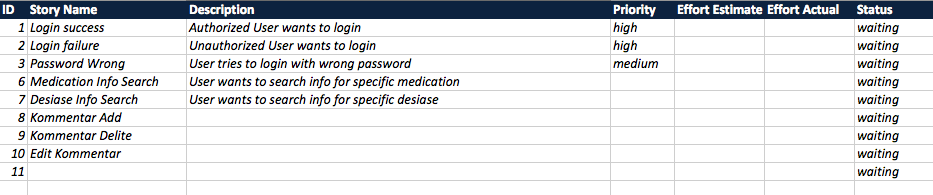 ID Story Name Description Priority Effort Estimate Effort Actual Status
1 Login success Authorized User wants to login high waiting
2 Login failure Unauthorized User wants to login high waiting
3 Password Wrong User tries to login with wrong password medium waiting
6 Medication Info Search User wants to search info for specific medication waiting
7 Desiase Info Search User wants to search info for specific desiase waiting
8 Kommentar Add waiting
9 Kommentar Delite waiting
10 Edit Kommentar waiting
11 waiting